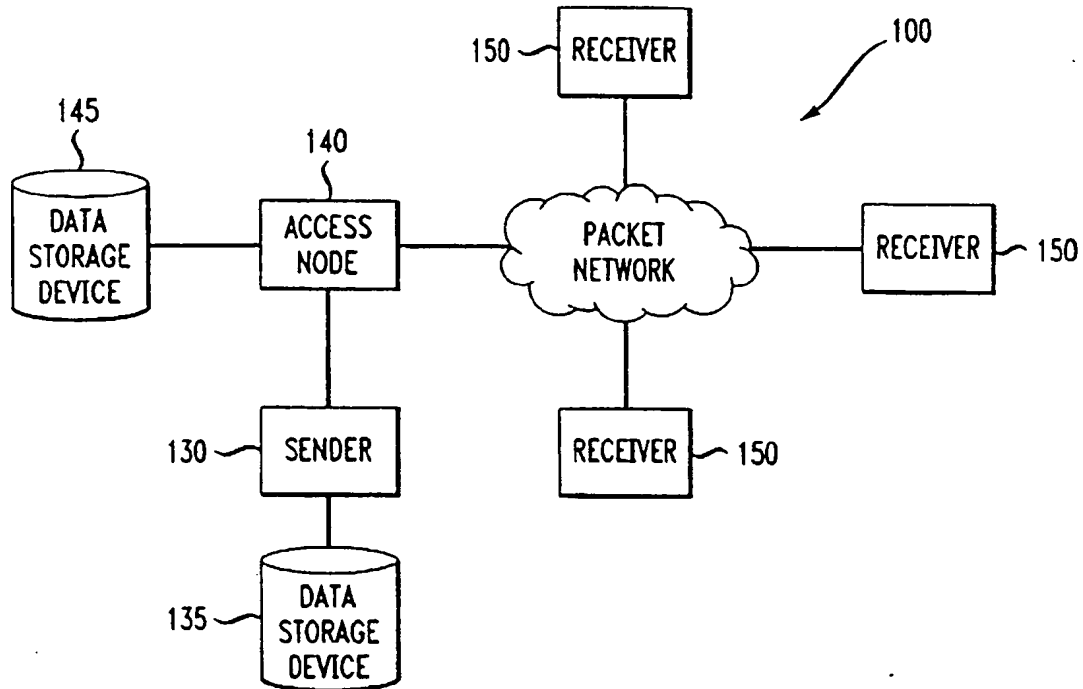 150
RECEIVER
100
145
DATA
STORAGE
DEVICE
140
ACCESS
NODE
PACKET
NETWORK
RECEIVER
150
130
SENDER
RECEIVER
150
135
DATA
STORAGE
DEVICE